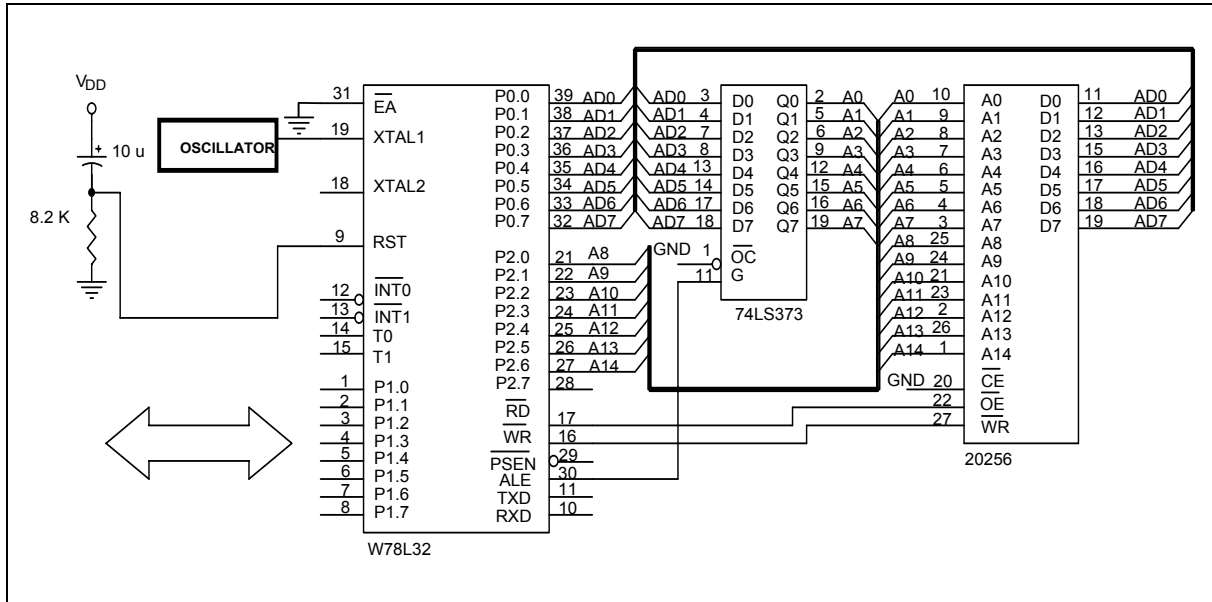 VDD
10 u
8.2 K
OSCILLATOR
31 EA
19 XTAL1
18 XTAL2
9 RST
12 INT0
13 INT1
14 T0
15 T1
1 P1.0
2 P1.1
3 P1.2
4 P1.3
5 P1.4
6 P1.5
7 P1.6
8 P1.7
P0.0 39 AD0
P0.1 38 AD1
P0.2 37 AD2
P0.3 36 AD3
P0.4 35 AD4
P0.5 34 AD5
P0.6 33 AD6
P0.7 32 AD7
P2.0 21 A8
P2.1 22 A9
P2.2 23 A10
P2.3 24 A11
P2.4 25 A12
P2.5 26 A13
P2.6 27 A14
P2.7 28
RD 17
WR 16
PSEN 29
ALE 30
TXD 11
RXD 10
W78L32
AD0 3 D0 Q0 2 A0
AD1 4 D1 Q1 5 A1
AD2 7 D2 Q2 6 A2
AD3 8 D3 Q3 9 A3
AD4 13 D4 Q4 12 A4
AD5 14 D5 Q5 15 A5
AD6 17 D6 Q6 16 A6
AD7 18 D7 Q7 19 A7
GND 1 OC
11 G
74LS373
A0 10 A0 D0 11 AD0
A1 9 A1 D1 12 AD1
A2 8 A2 D2 13 AD2
A3 7 A3 D3 15 AD3
A4 6 A4 D4 16 AD4
A5 5 A5 D5 17 AD5
A6 4 A6 D6 18 AD6
A7 3 A7 D7 19 AD7
A8 25 A8
A9 24 A9
A10 21 A10
A11 23 A11
A12 2 A12
A13 26 A13
A14 1 A14
GND 20 CE
22 OE
27 WR
20256